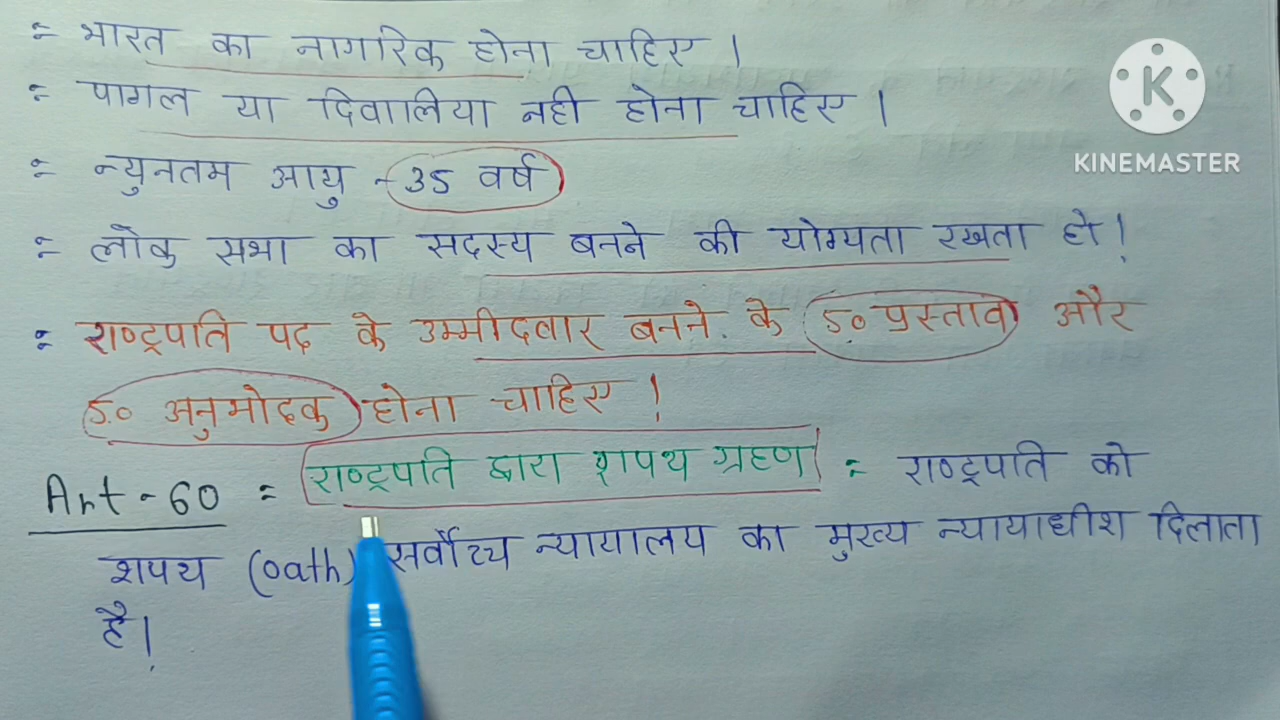 = भारत का नागरिक होना चाहिए।
= पागल या दिवालिया नही होना चाहिए।
= न्युनतम आयु - 35 वर्ष
= लोक सभा का सदस्य बनने की योग्यता रखता हो!
= राष्ट्रपति पद के उम्मीदवार बनने के 50 प्रस्ताव और
50 अनुमोदक होना चाहिए!
Art - 60 = राष्ट्रपति द्वारा शपथ ग्रहण = राष्ट्रपति को
शपथ (oath) सर्वोच्च न्यायालय का मुख्य न्यायाधीश दिलाता
है।
K
KINEMASTER